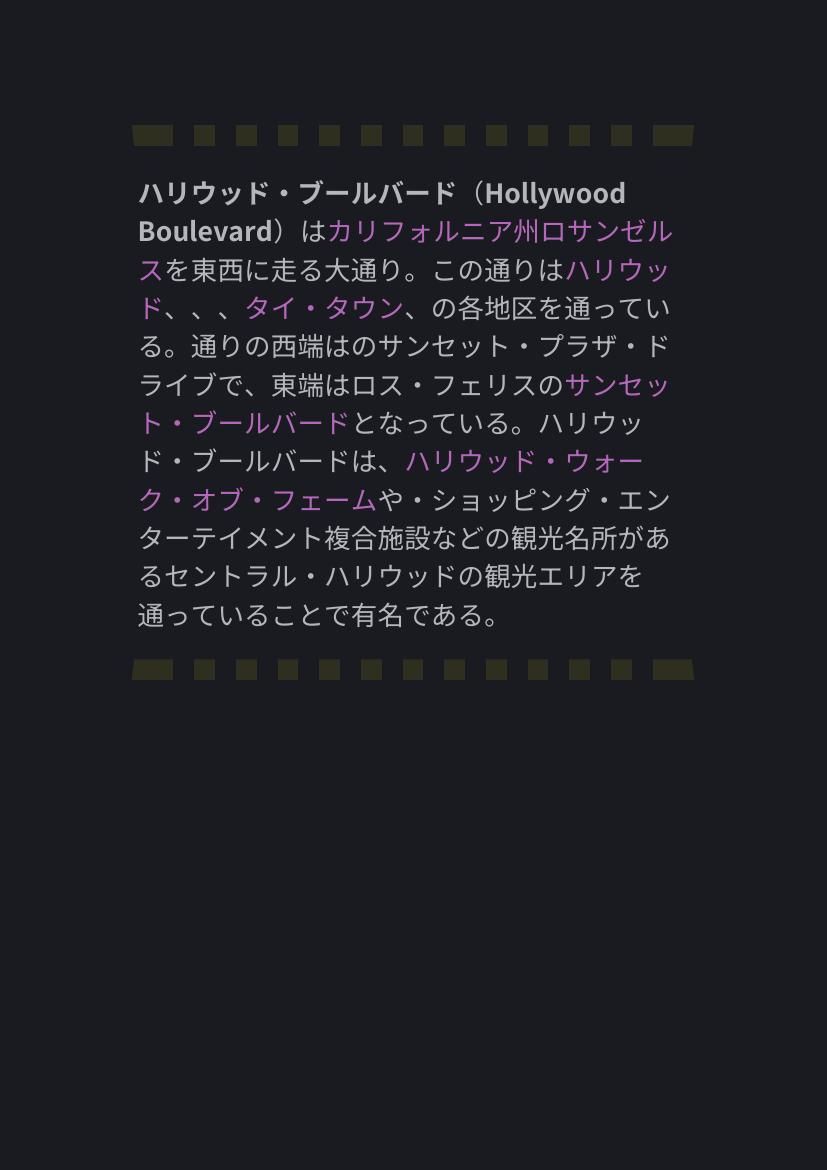 ハリウッド・ブールバード（Hollywood
Boulevard）はカリフォルニア州ロサンゼル
スを東西に走る大通り。この通りはハリウッ
ド、、、タイ・タウン、の各地区を通ってい
る。通りの西端はのサンセット・プラザ・ド
ライブで、東端はロス・フェリスのサンセッ
ト・ブールバードとなっている。ハリウッ
ド・ブールバードは、ハリウッド・ウォー
ク・オブ・フェームや・ショッピング・エン
ターテイメント複合施設などの観光名所があ
るセントラル・ハリウッドの観光エリアを
通っていることで有名である。